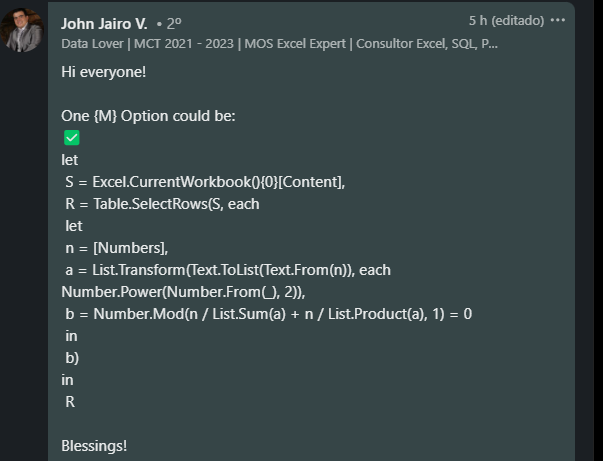 John Jairo V. • 2º
5 h (editado) •••
Data Lover | MCT 2021 - 2023 | MOS Excel Expert | Consultor Excel, SQL, P...
Hi everyone!
One {M} Option could be:
✅
let
S = Excel.CurrentWorkbook(){0}[Content],
R = Table.SelectRows(S, each
let
n = [Numbers],
a = List.Transform(Text.ToList(Text.From(n)), each
Number.Power(Number.From(_), 2)),
b = Number.Mod(n / List.Sum(a) + n / List.Product(a), 1) = 0
in
b)
in
R
Blessings!